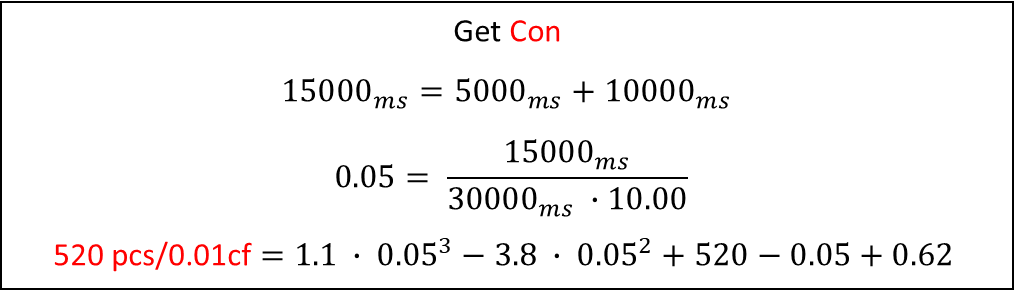 Get Con
15000ₘₛ = 5000ₘₛ + 10000ₘₛ
0.05 = 15000ₘₛ / 30000ₘₛ · 10.00
520 pcs/0.01cf = 1.1 · 0.05³ − 3.8 · 0.05² + 520 − 0.05 + 0.62